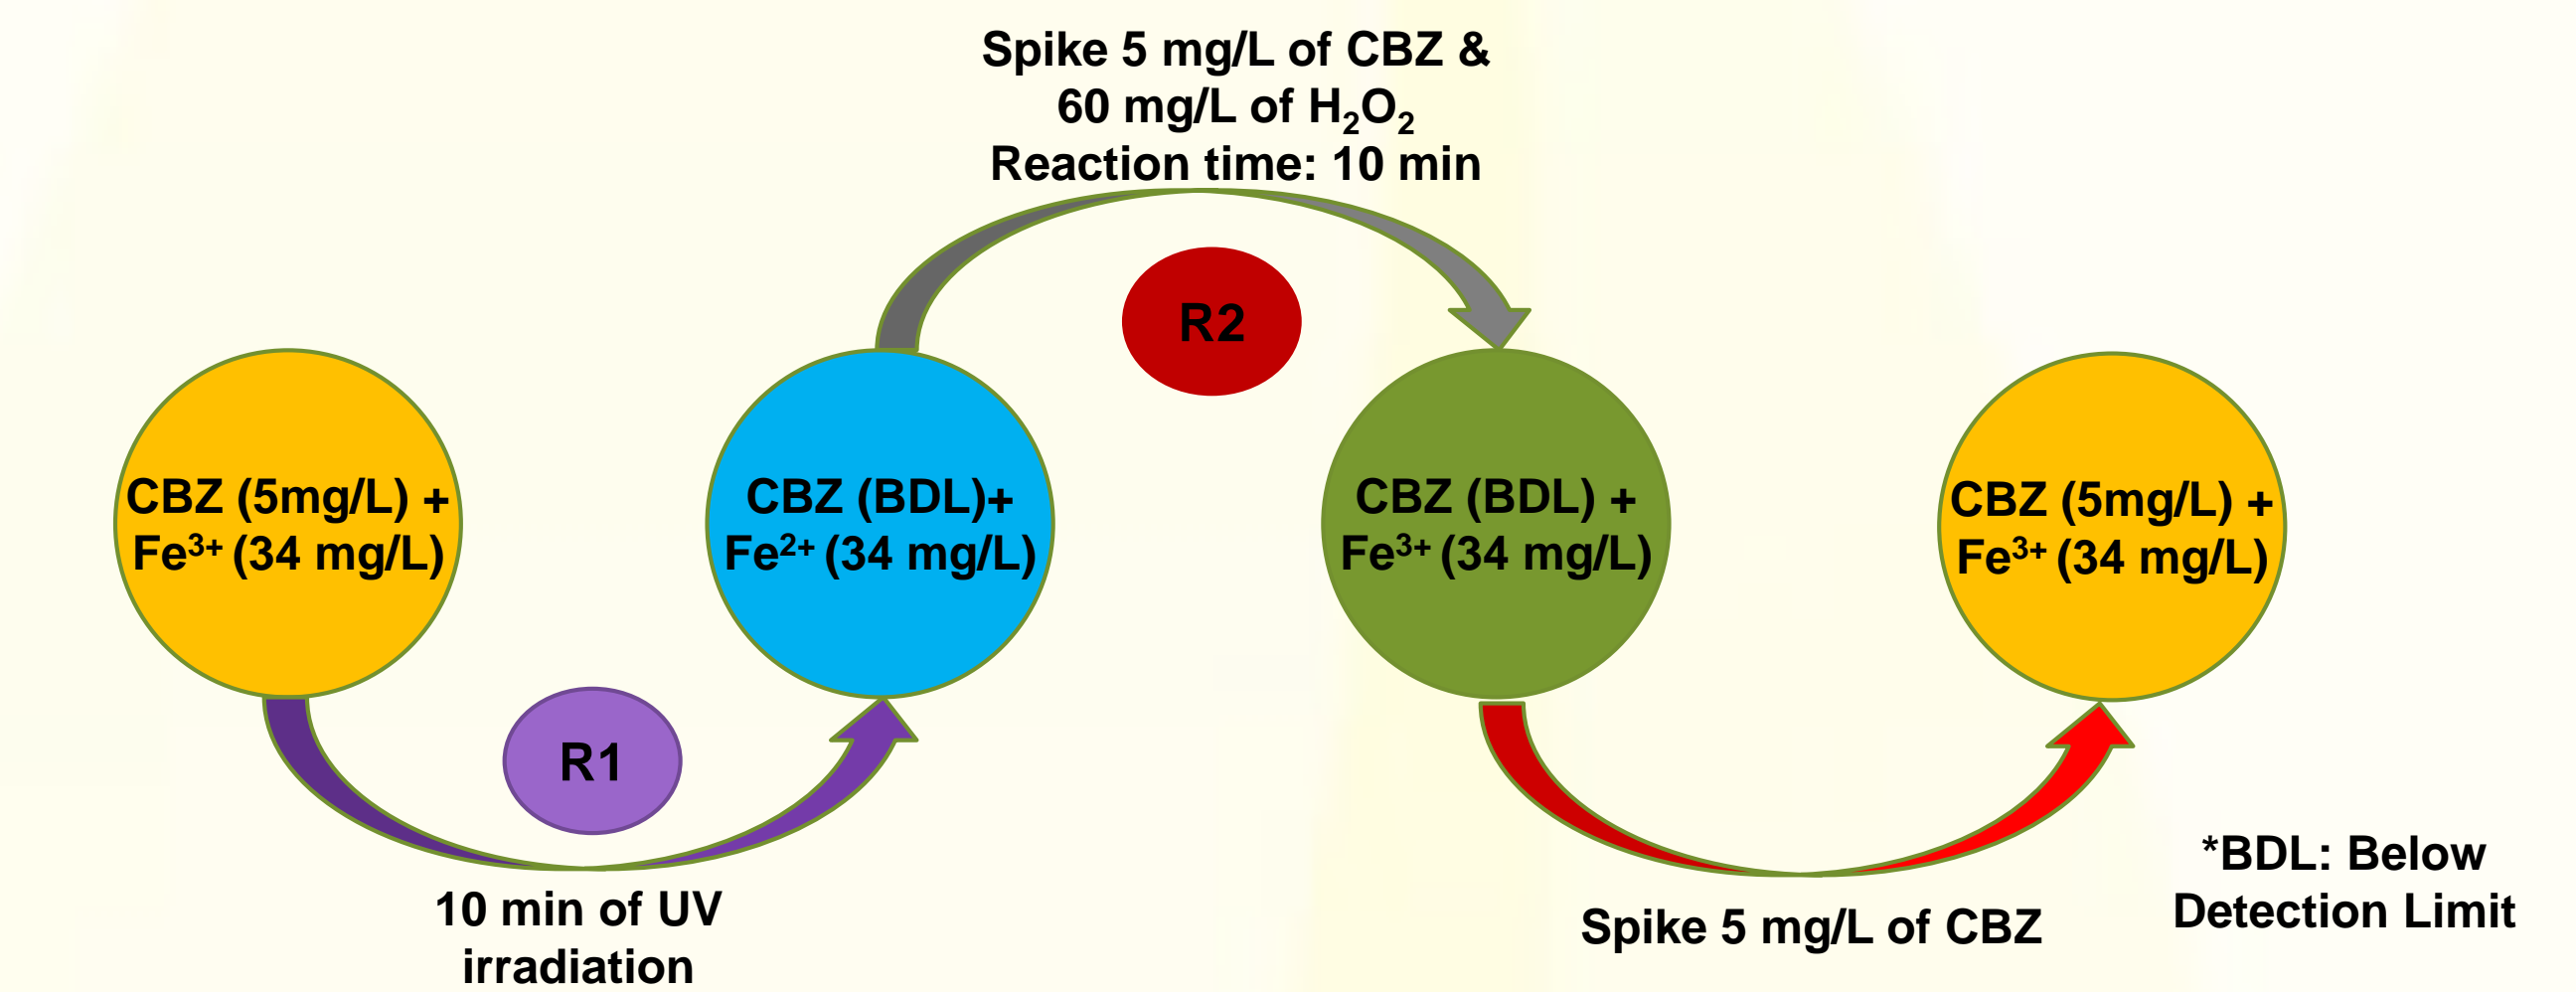 Spike 5 mg/L of CBZ &
60 mg/L of H₂O₂
Reaction time: 10 min
R2
CBZ (5mg/L) +
Fe³⁺ (34 mg/L)
CBZ (BDL)+
Fe²⁺ (34 mg/L)
CBZ (BDL) +
Fe³⁺ (34 mg/L)
CBZ (5mg/L) +
Fe³⁺ (34 mg/L)
R1
10 min of UV
irradiation
Spike 5 mg/L of CBZ
*BDL: Below
Detection Limit